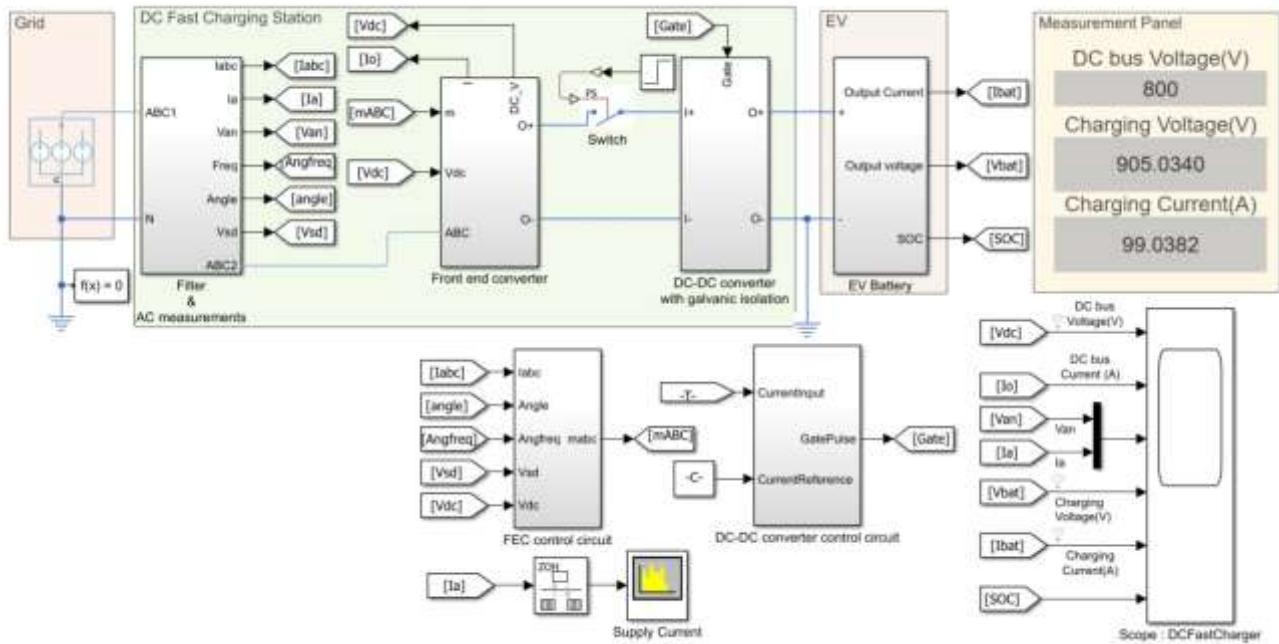 Grid
DC Fast Charging Station
EV
Measurement Panel
[Vdc]
[Gate]
DC bus Voltage(V)
800
Charging Voltage(V)
905.0340
Charging Current(A)
99.0382
[Io]
[mABC]
[Vdc]
ABC1
N
Iabc
Ia
Van
Freq
Angle
Vsd
ABC2
[Iabc]
[Ia]
[Van]
[Angfreq]
[angle]
[Vsd]
Filter
&
AC measurements
f(x) = 0
DC_V
m
Vdc
ABC
O+
O-
Front end converter
PS
Switch
Gate
I+
I-
O+
O-
DC-DC converter
with galvanic isolation
+
-
Output Current
Output voltage
SOC
EV Battery
[Ibat]
[Vbat]
[SOC]
[Iabc]
[angle]
[Angfreq]
[Vsd]
[Vdc]
Iabc
Angle
Angfreq
mabc
Vsd
Vdc
[mABC]
FEC control circuit
-T-
-C-
CurrentInput
GatePulse
CurrentReference
[Gate]
DC-DC converter control circuit
[Ia]
ZOH
Supply Current
[Vdc]
DC bus
Voltage(V)
[Io]
DC bus
Current (A)
[Van]
Van
[Ia]
Ia
[Vbat]
Charging
Voltage(V)
[Ibat]
Charging
Current(A)
[SOC]
Scope : DCFastCharger